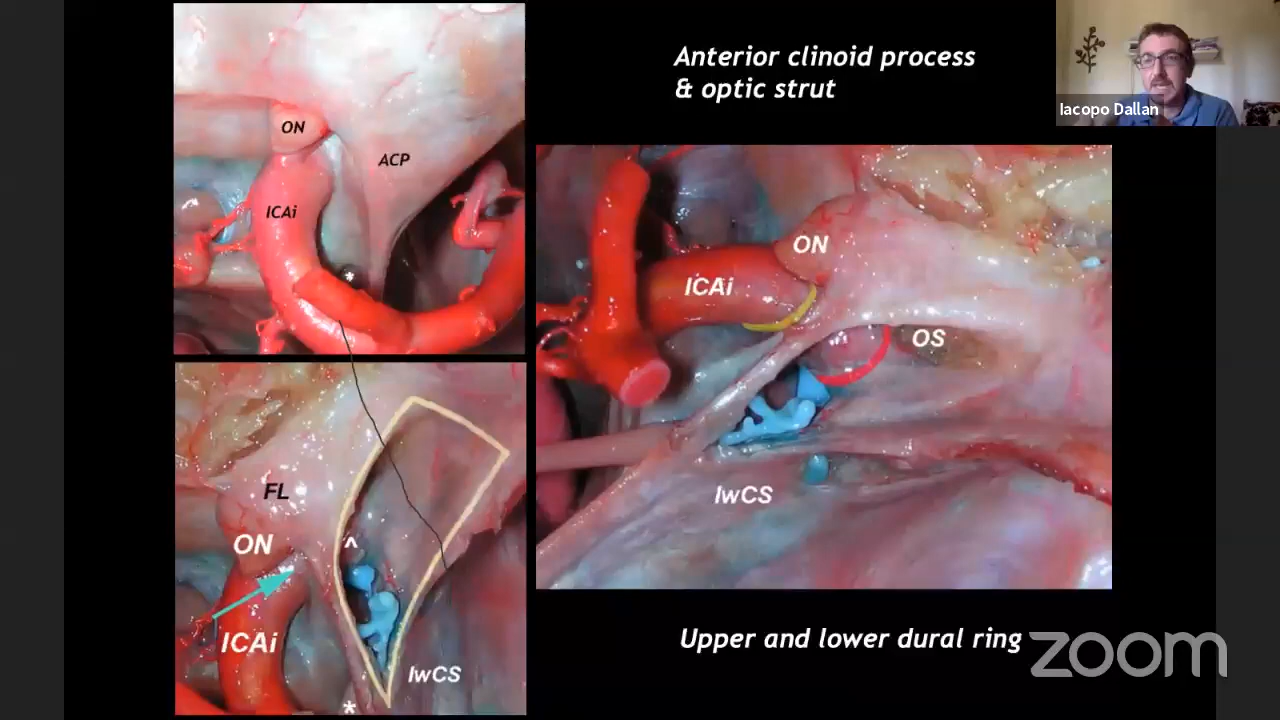 Anterior clinoid process
& optic strut
Iacopo Dallan
ON
ACP
ICAi
*
ON
ICAi
OS
lwCS
FL
^
ON
ICAi
lwCS
*
Upper and lower dural ring
zoom